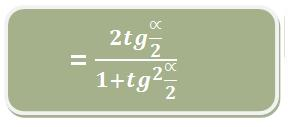 = 2tg ∝/2
1+tg² ∝/2